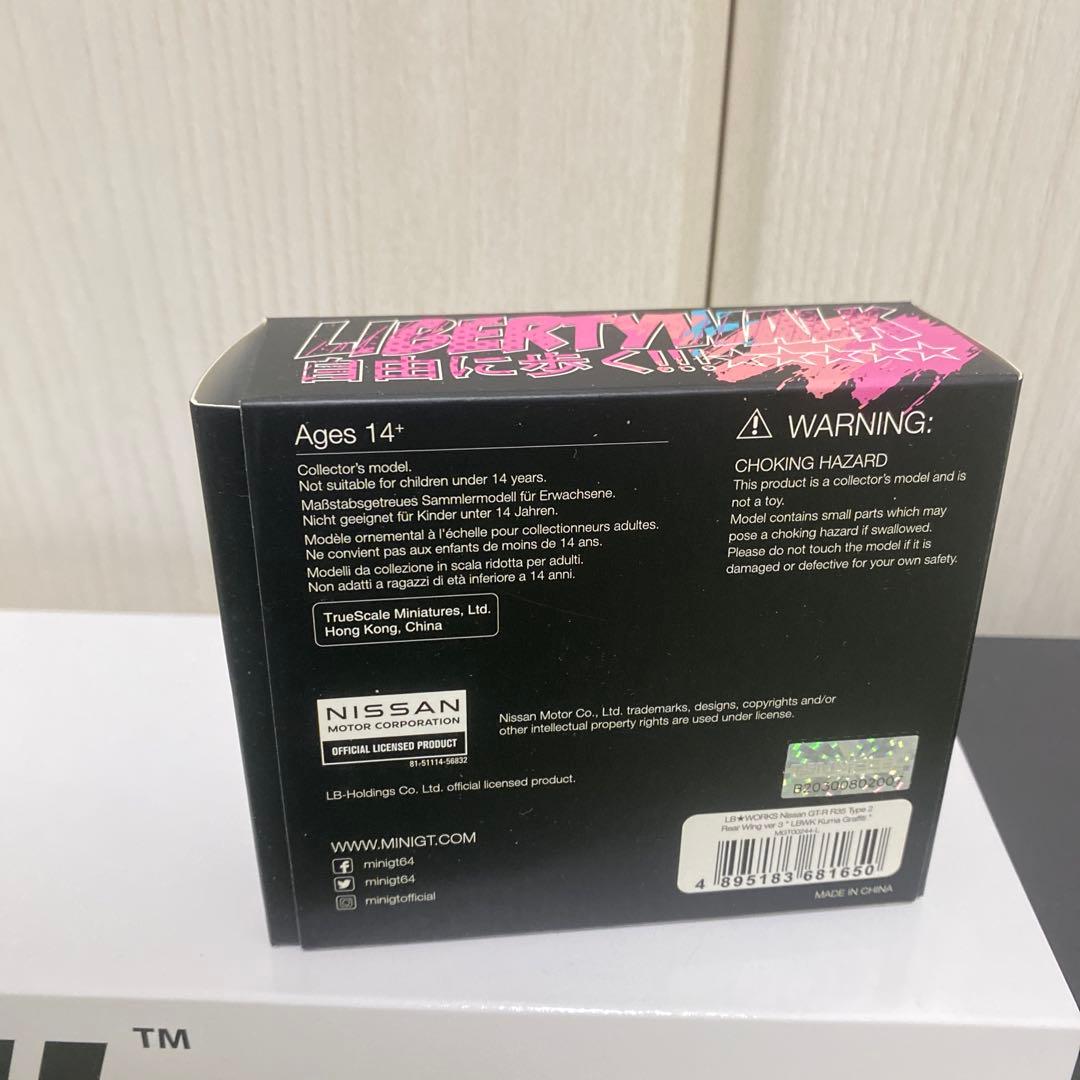 LIBERTY WALK
自由に歩く!!
☆☆☆☆☆☆☆☆
Ages 14+
Collector's model.
Not suitable for children under 14 years.
Maßstabsgetreues Sammlermodell für Erwachsene.
Nicht geeignet für Kinder unter 14 Jahren.
Modèle ornemental à l'échelle pour collectionneurs adultes.
Ne convient pas aux enfants de moins de 14 ans.
Modelli da collezione in scala ridotta per adulti.
Non adatti a ragazzi di età inferiore a 14 anni.
TrueScale Miniatures, Ltd.
Hong Kong, China
WARNING:
CHOKING HAZARD
This product is a collector's model and is
not a toy.
Model contains small parts which may
pose a choking hazard if swallowed.
Please do not touch the model if it is
damaged or defective for your own safety.
NISSAN
MOTOR CORPORATION
OFFICIAL LICENSED PRODUCT
81-51114-56832
Nissan Motor Co., Ltd. trademarks, designs, copyrights and/or
other intellectual property rights are used under license.
LB-Holdings Co. Ltd. official licensed product.
WWW.MINIGT.COM
minigt64
minigt64
minigtofficial
B2030080200
LB★WORKS Nissan GT-R R35 Type 2
Rear Wing ver 3 " LBWK Kuma Graffiti "
MGT00244-L
4 895183 681650
MADE IN CHINA
TM